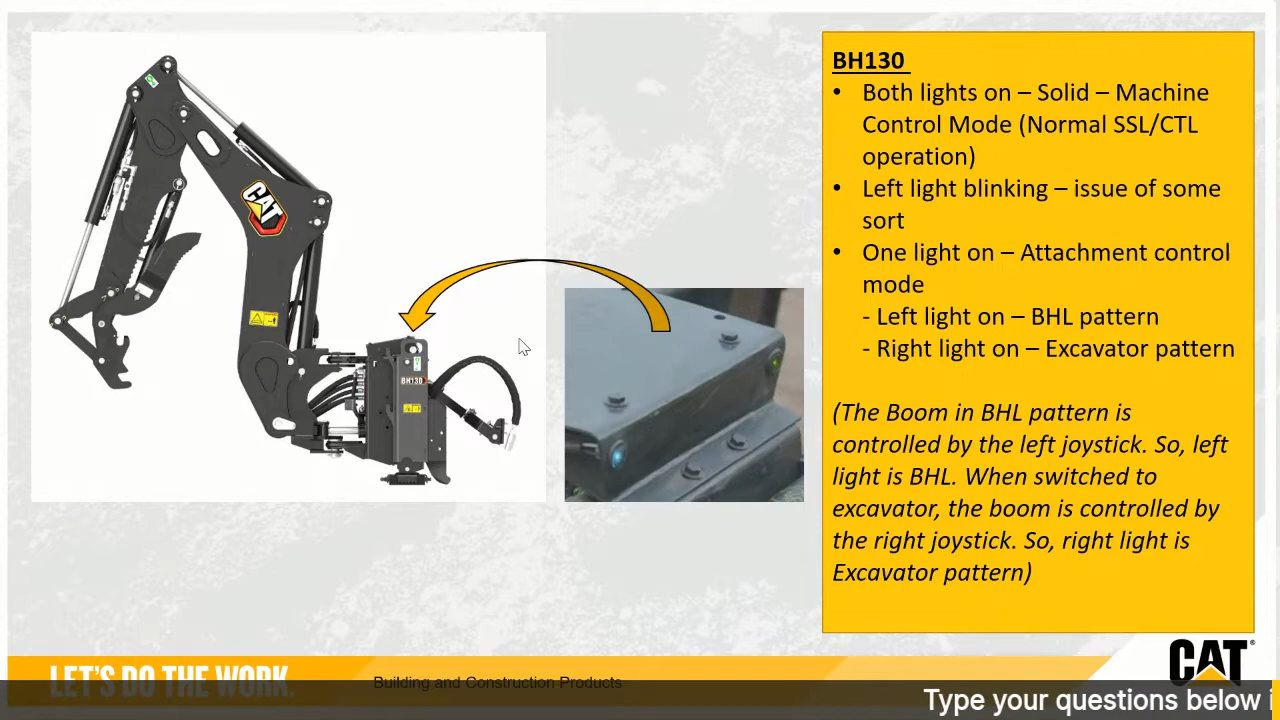 BH130
• Both lights on – Solid – Machine
Control Mode (Normal SSL/CTL
operation)
• Left light blinking – issue of some
sort
• One light on – Attachment control
mode
- Left light on – BHL pattern
- Right light on – Excavator pattern
(The Boom in BHL pattern is
controlled by the left joystick. So, left
light is BHL. When switched to
excavator, the boom is controlled by
the right joystick. So, right light is
Excavator pattern)
CAT
BH130
LET'S DO THE WORK.
Building and Construction Products
CAT®
Type your questions below i